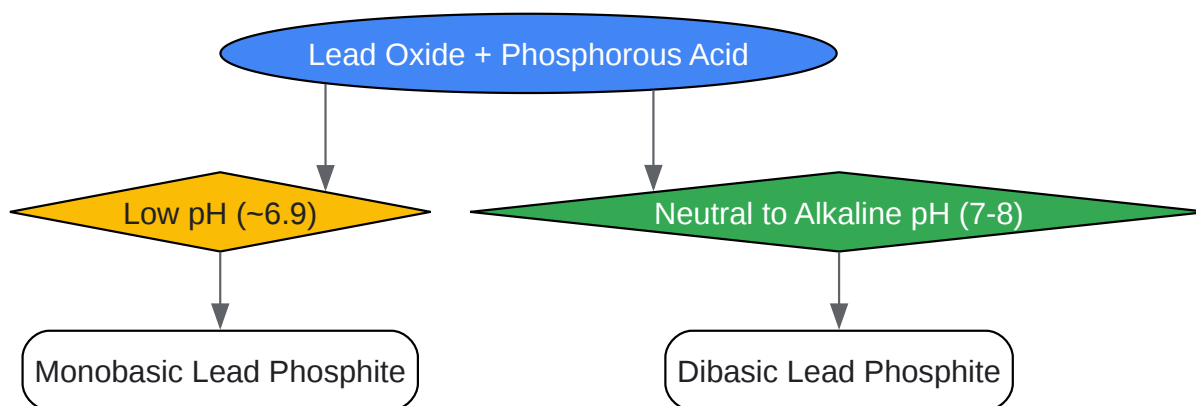 Lead Oxide + Phosphorous Acid
Low pH (~6.9)
Neutral to Alkaline pH (7-8)
Monobasic Lead Phosphite
Dibasic Lead Phosphite